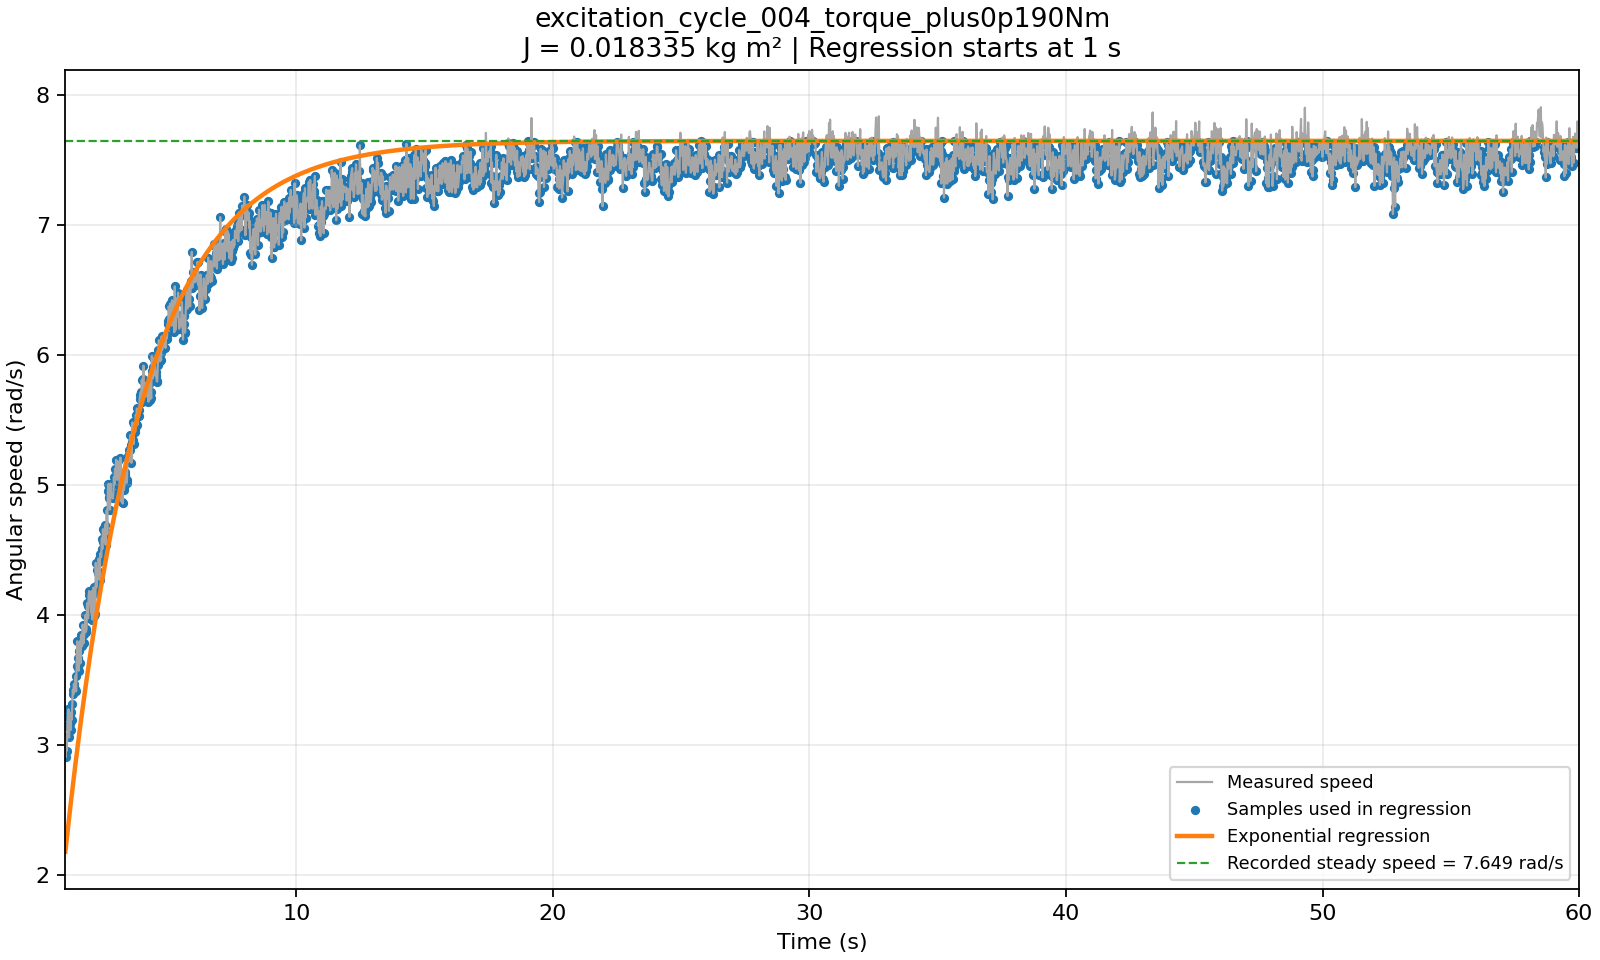 excitation_cycle_004_torque_plus0p190Nm
J = 0.018335 kg m² | Regression starts at 1 s
8
7
6
5
4
3
2
Angular speed (rad/s)
10
20
30
40
50
60
Time (s)
Measured speed
Samples used in regression
Exponential regression
Recorded steady speed = 7.649 rad/s